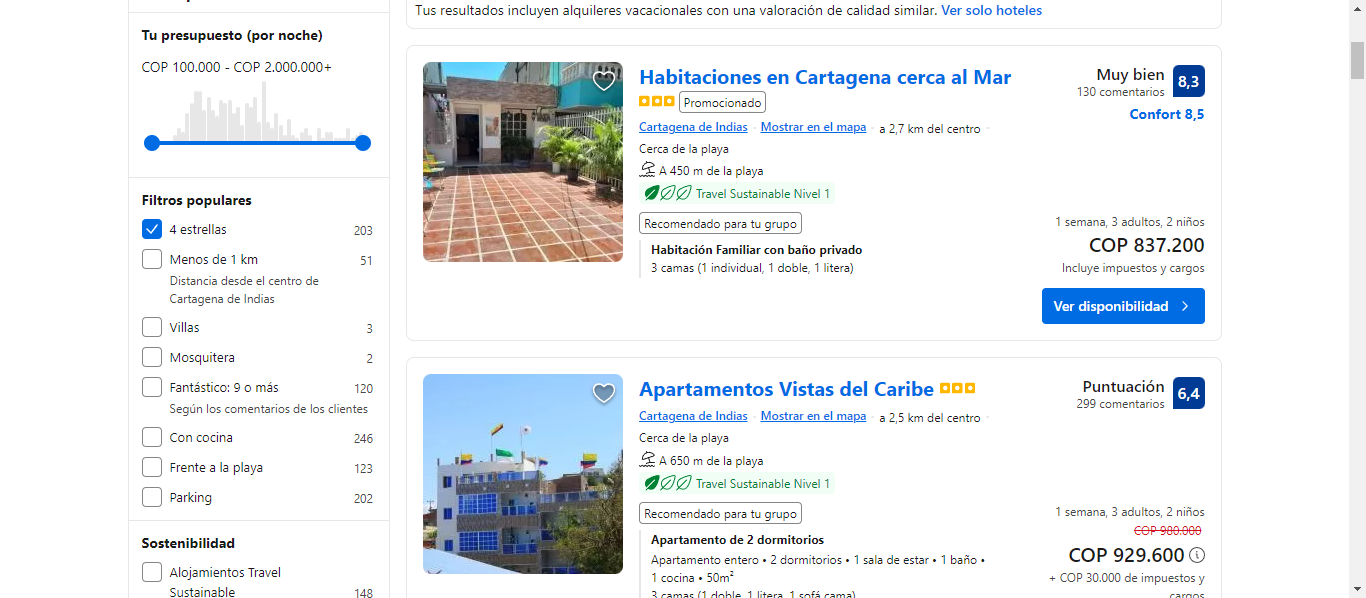 Tu presupuesto (por noche)
COP 100.000 - COP 2.000.000+
Filtros populares
4 estrellas 203
Menos de 1 km 51
Distancia desde el centro de
Cartagena de Indias
Villas 3
Mosquitera 2
Fantástico: 9 o más 120
Según los comentarios de los clientes
Con cocina 246
Frente a la playa 123
Parking 202
Sostenibilidad
Alojamientos Travel
Sustainable 148
Tus resultados incluyen alquileres vacacionales con una valoración de calidad similar. Ver solo hoteles
Habitaciones en Cartagena cerca al Mar
Promocionado
Cartagena de Indias · Mostrar en el mapa · a 2,7 km del centro ·
Cerca de la playa
A 450 m de la playa
Travel Sustainable Nivel 1
Recomendado para tu grupo
Habitación Familiar con baño privado
3 camas (1 individual, 1 doble, 1 litera)
Muy bien 8,3
130 comentarios
Confort 8,5
1 semana, 3 adultos, 2 niños
COP 837.200
Incluye impuestos y cargos
Ver disponibilidad
Apartamentos Vistas del Caribe
Cartagena de Indias · Mostrar en el mapa · a 2,5 km del centro ·
Cerca de la playa
A 650 m de la playa
Travel Sustainable Nivel 1
Recomendado para tu grupo
Apartamento de 2 dormitorios
Apartamento entero • 2 dormitorios • 1 sala de estar • 1 baño •
1 cocina • 50m²
3 camas (1 doble, 1 litera, 1 sofá cama)
Puntuación 6,4
299 comentarios
1 semana, 3 adultos, 2 niños
COP 980.000
COP 929.600
+ COP 30.000 de impuestos y
cargos